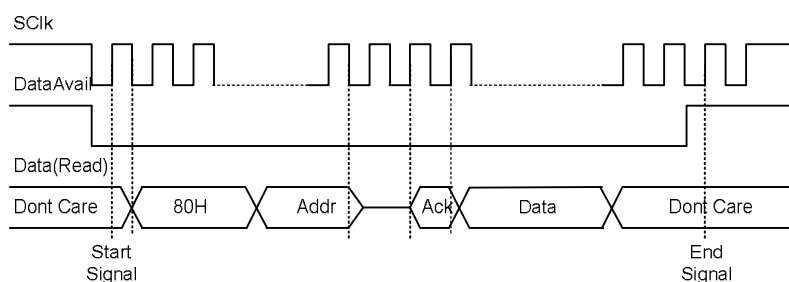 SClk
DataAvail
Data(Read)
Dont Care 80H Addr Ack Data Dont Care
Start End
Signal Signal